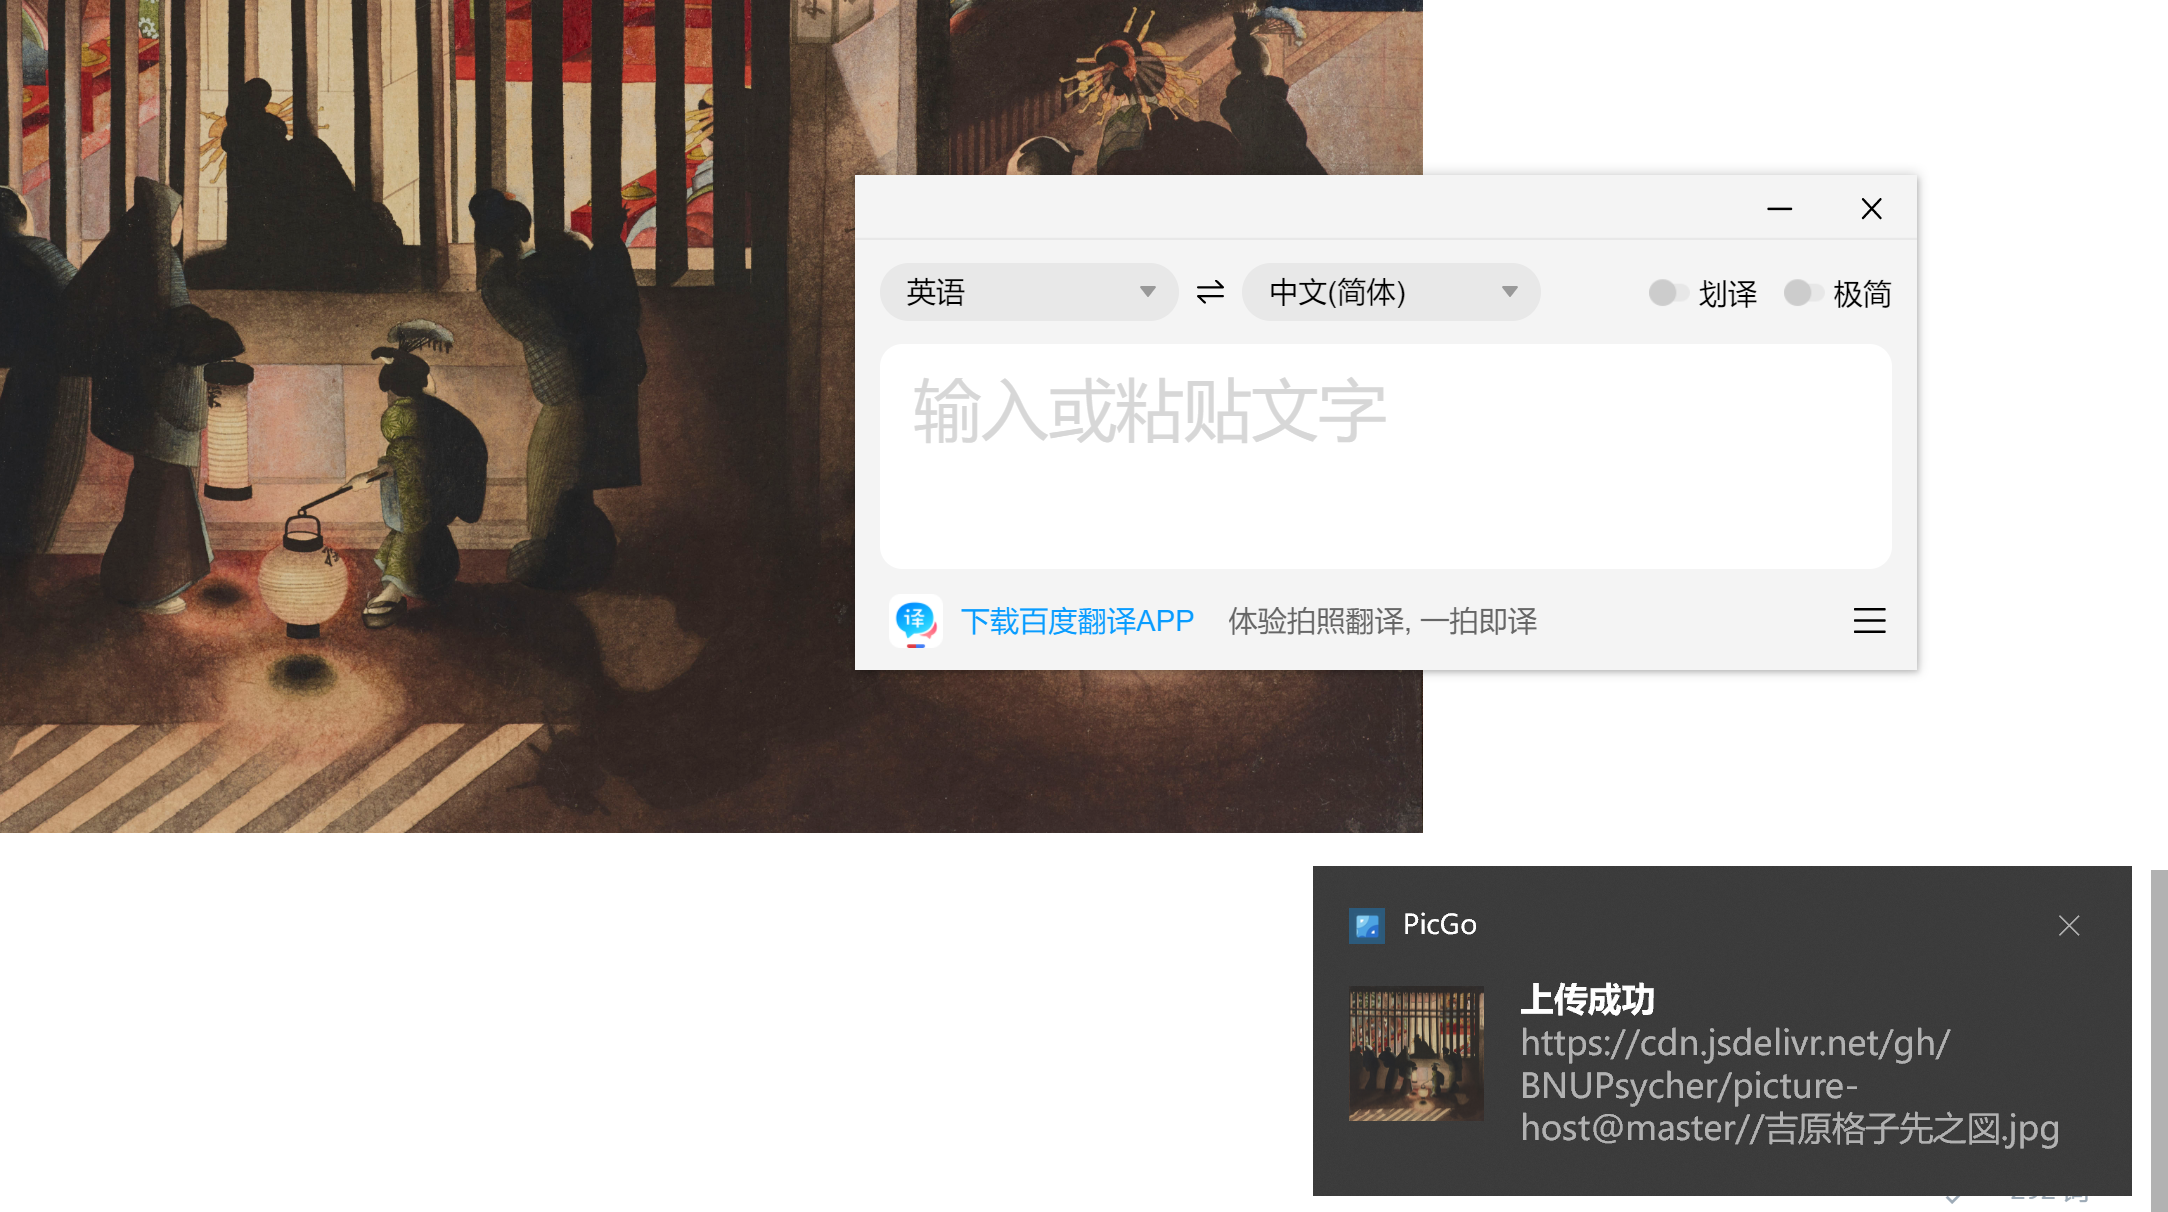 英语
中文(简体)
划译
极简
输入或粘贴文字
译
下载百度翻译APP
体验拍照翻译, 一拍即译
PicGo
上传成功
https://cdn.jsdelivr.net/gh/
BNUPsycher/picture-
host@master//吉原格子先之図.jpg